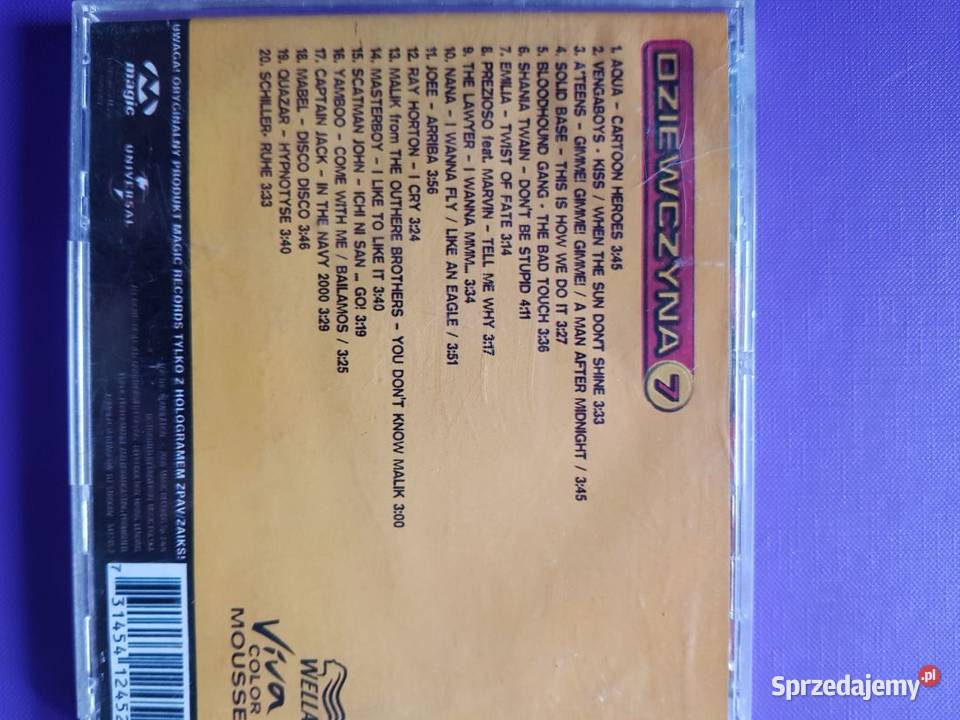 DZIEWCZYNA 7
1. AQUA – CARTOON HEROES 3:45
2. VENGABOYS - KISS / WHEN THE SUN DON'T SHINE 3:33
3. A'TEENS - GIMME! GIMME! GIMME! / A MAN AFTER MIDNIGHT / 3:45
4. SOLID BASE – THIS IS HOW WE DO IT 3:27
5. BLOODHOUND GANG - THE BAD TOUCH 3:36
6. SHANIA TWAIN - DON'T BE STUPID 4:11
7. EMILIA - TWIST OF FATE 3:14
8. PREZIOSO feat. MARVIN – TELL ME WHY 3:17
9. THE LAWYER - I WANNA MMM... 3:34
10. NANA - I WANNA FLY / LIKE AN EAGLE / 3:51
11. JOEE – ARRIBA 3:56
12. RAY HORTON – I CRY 3:24
13. MALIK from THE OUTHERE BROTHERS – YOU DON'T KNOW MALIK 3:00
14. MASTERBOY – I LIKE TO LIKE IT 3:40
15. SCATMAN JOHN - ICHI NI SAN ... GO! 3:19
16. YAMBOO – COME WITH ME / BAILAMOS / 3:25
17. CAPTAIN JACK – IN THE NAVY 2000 3:29
18. MABEL - DISCO DISCO 3:46
19. QUAZAR – HYPNOTYSE 3:40
20. SCHILLER- RUHE 3:33
WELLA
Viva
COLOR
MOUSSE
magic
UNIVERSAL
UWAGA! ORYGINALNY PRODUKT MAGIC RECORDS TYLKO Z HOLOGRAMEM ZPAV/ZAIKS!
7 31454 12452
Sprzedajemy.pl